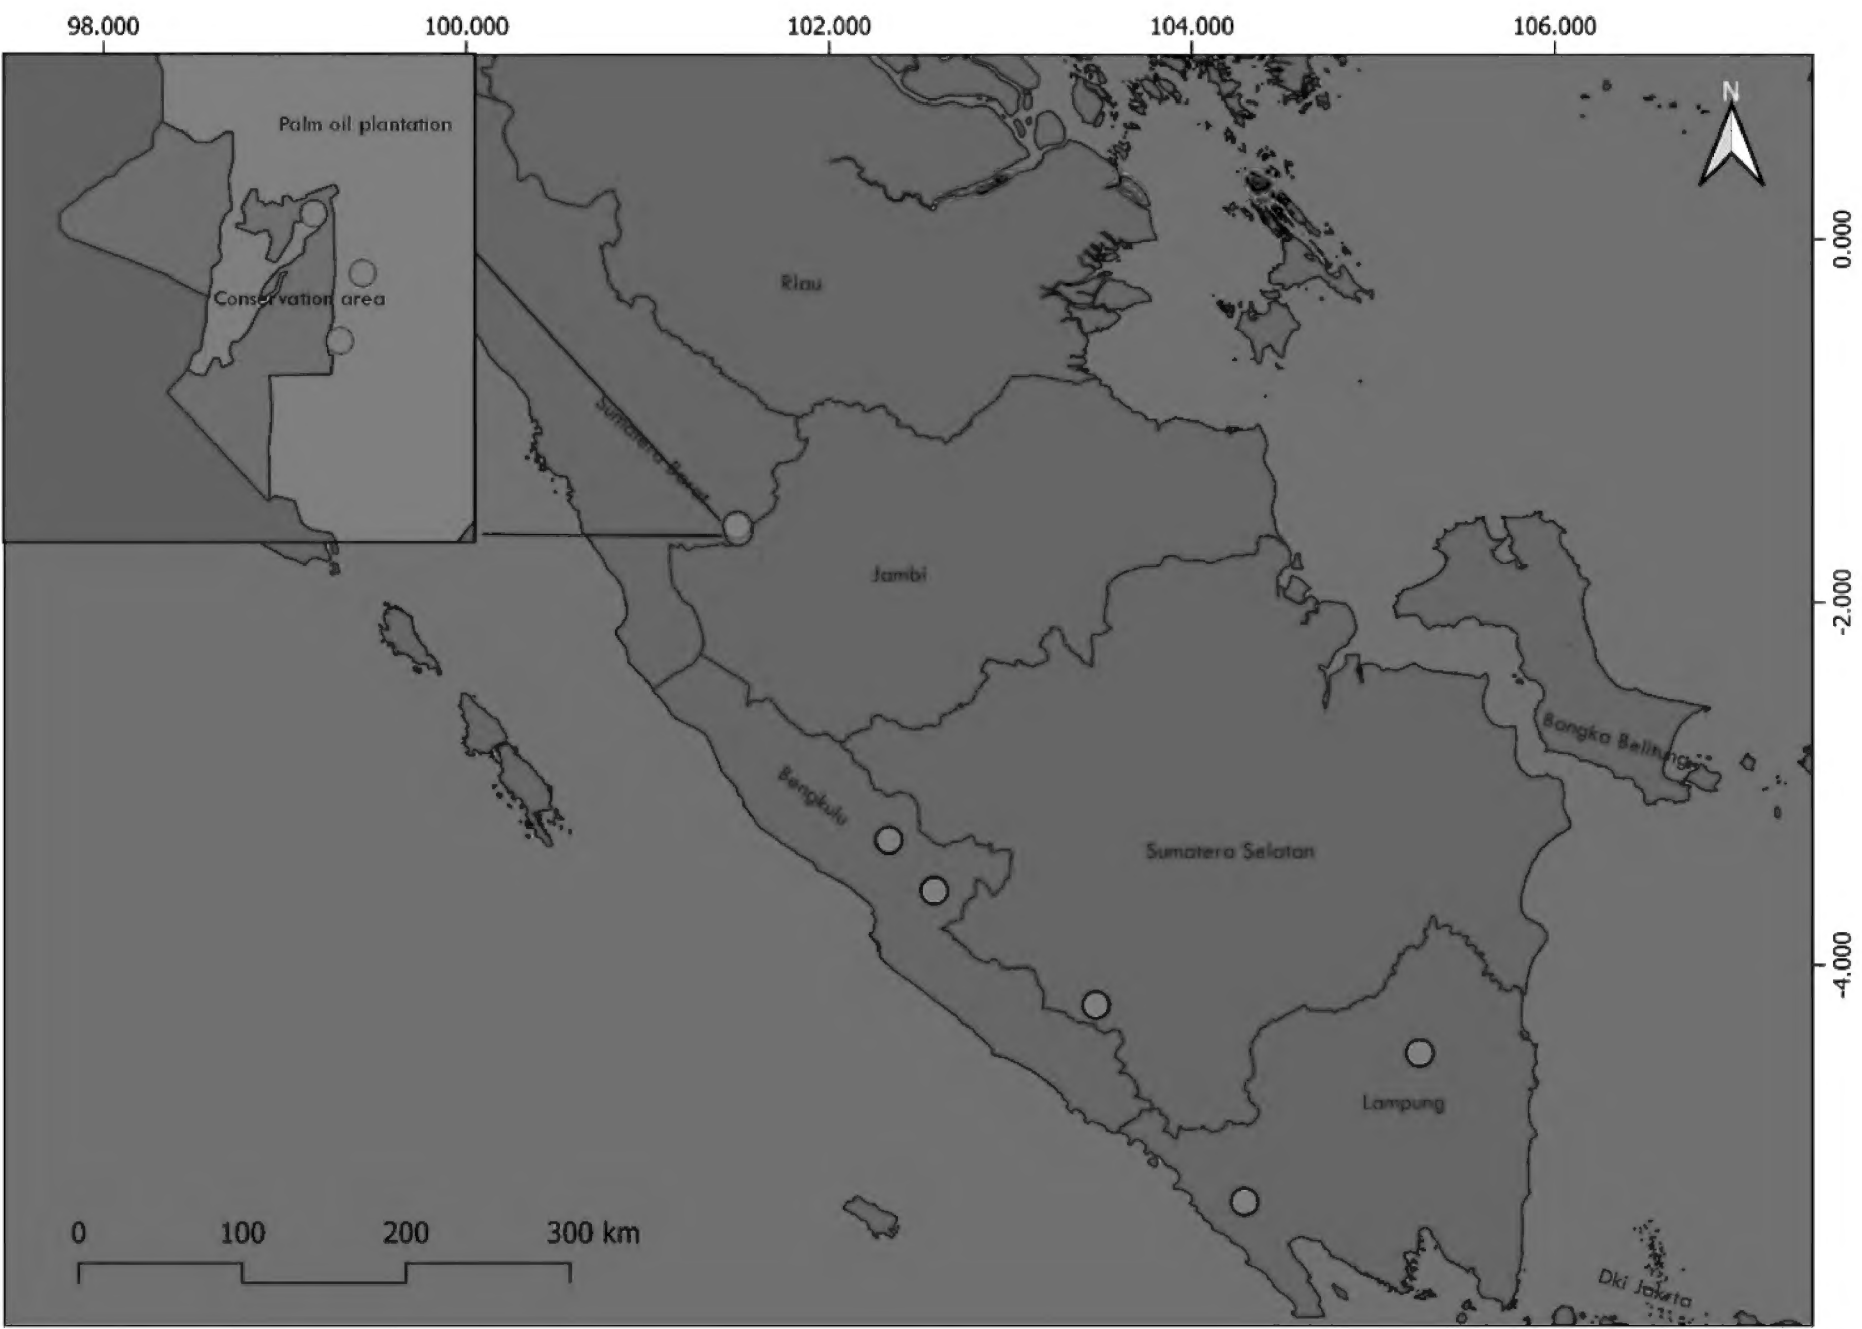 98.000 100.000 102.000 104.000 106.000
N
Palm oil plantation
Conservation area
0.000
Riau
Sumatera Barat
Jambi
-2.000
Bangka Belitung
Bengkulu
Sumatera Selatan
-4.000
Lampung
0 100 200 300 km
Dki Jakarta